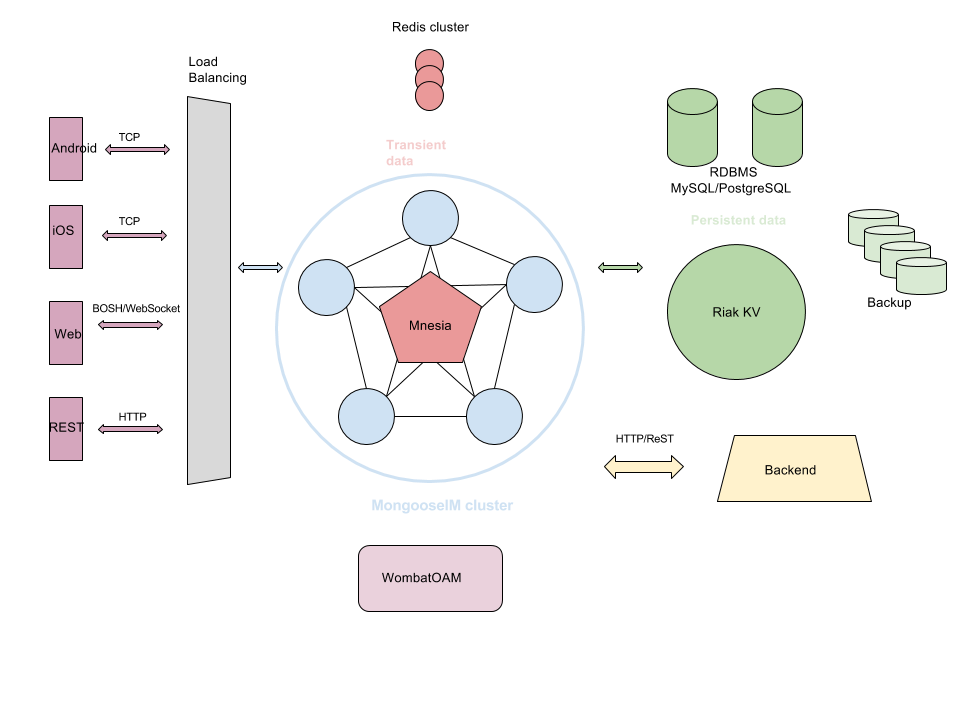 Redis cluster
Load
Balancing
Android
TCP
Transient
data
RDBMS
MySQL/PostgreSQL
iOS
TCP
Persistent data
Backup
Web
BOSH/WebSocket
Mnesia
Riak KV
REST
HTTP
HTTP/ReST
Backend
MongooseIM cluster
WombatOAM